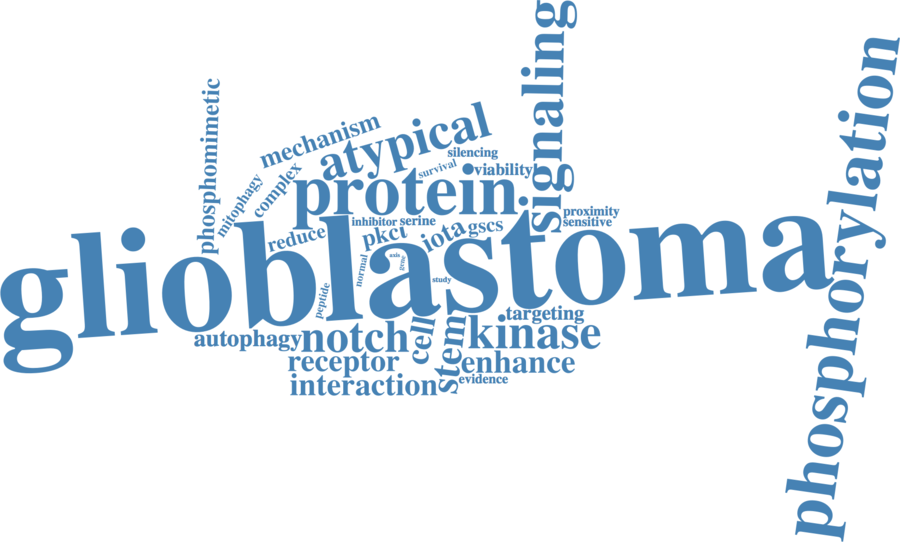 signaling
phosphorylation
phosphomimetic
mechanism
atypical
silencing
survival
viability
mitophagy
complex
protein
proximity
sensitive
inhibitor
serine
reduce
pkcι
iota
gscs
glioblastoma
normal
axis
gene
study
peptide
targeting
autophagy
notch
cell
stem
kinase
receptor
enhance
interaction
evidence